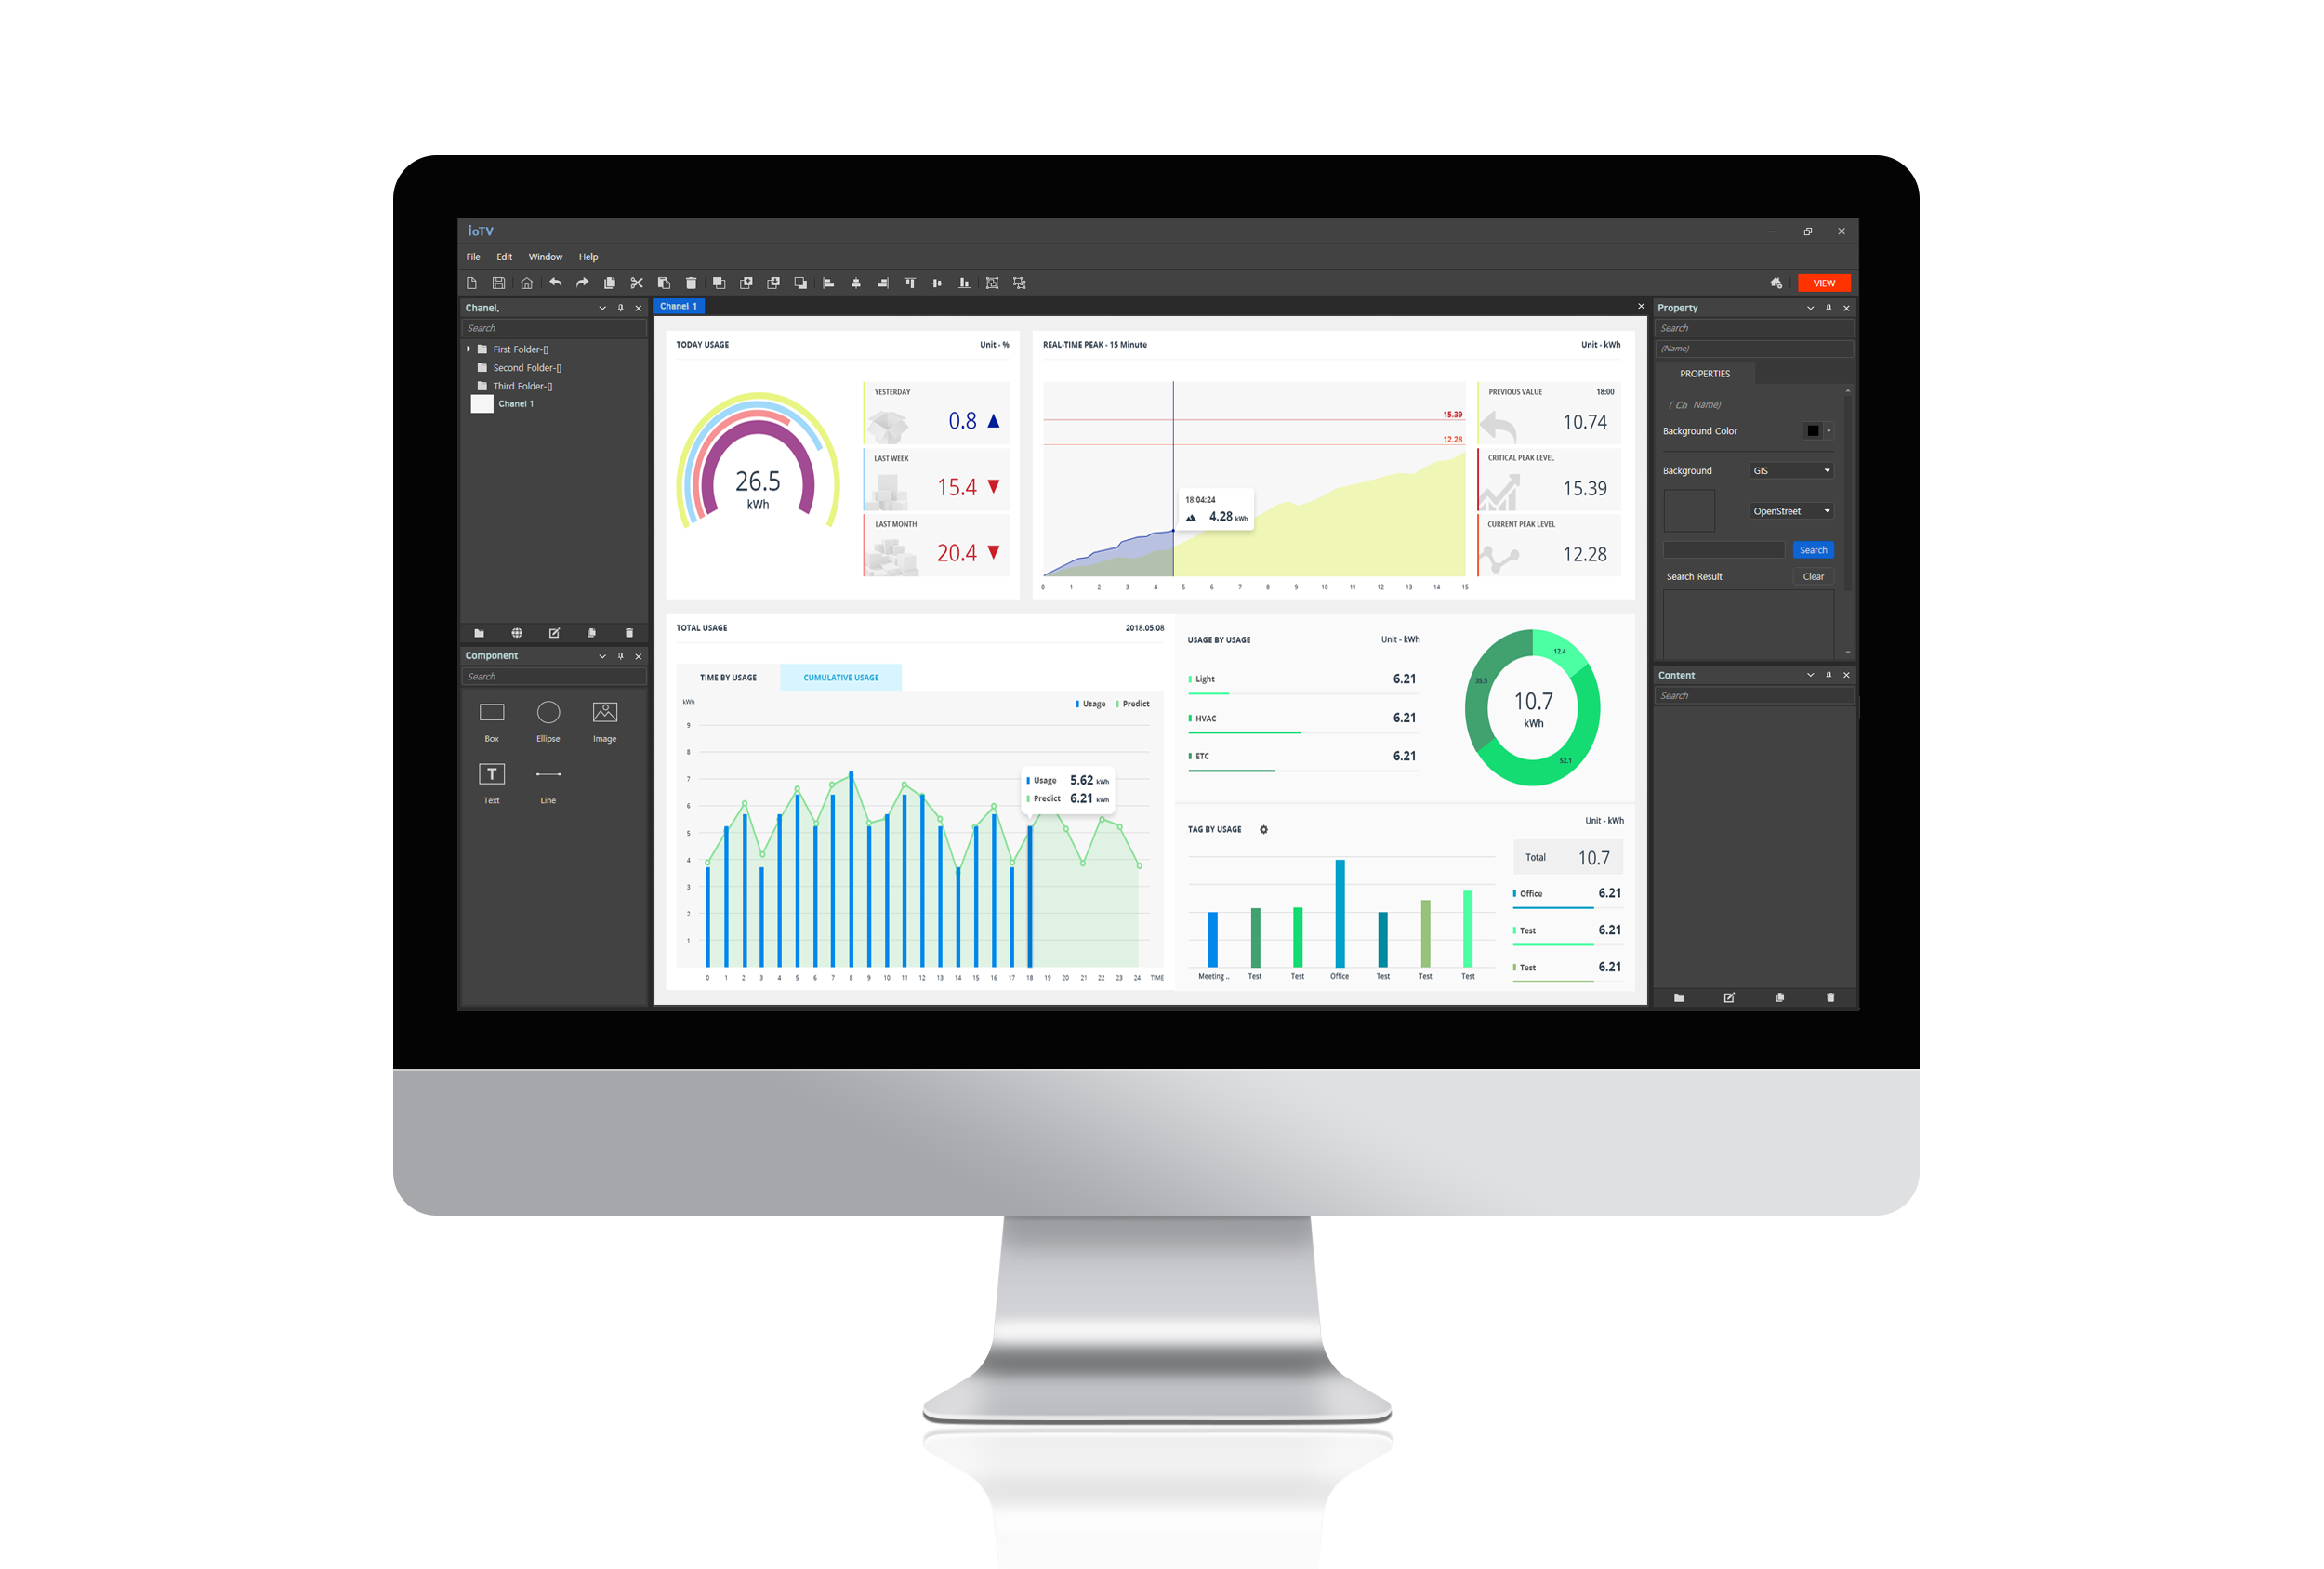 ioTV
File Edit Window Help
VIEW
Chanel.
Search
First Folder-[]
Second Folder-[]
Third Folder-[]
Chanel 1
Component
Search
Box Ellipse Image
Text Line
Chanel 1
TODAY USAGE Unit - %
26.5
kWh
YESTERDAY
0.8
LAST WEEK
15.4
LAST MONTH
20.4
REAL-TIME PEAK - 15 Minute Unit - kWh
15.39
12.28
18:04:24
4.28 kWh
0 1 2 3 4 5 6 7 8 9 10 11 12 13 14 15
PREVIOUS VALUE 18:00
10.74
CRITICAL PEAK LEVEL
15.39
CURRENT PEAK LEVEL
12.28
TOTAL USAGE 2018.05.08
TIME BY USAGE CUMULATIVE USAGE
kWh
Usage Predict
9
8
7
6
5
4
3
2
1
Usage 5.62 kWh
Predict 6.21 kWh
0 1 2 3 4 5 6 7 8 9 10 11 12 13 14 15 16 17 18 19 20 21 22 23 24 TIME
USAGE BY USAGE Unit - kWh
Light 6.21
HVAC 6.21
ETC 6.21
12.4
35.5
52.1
10.7
kWh
TAG BY USAGE
Unit - kWh
Meeting .. Test Test Office Test Test Test
Total 10.7
Office 6.21
Test 6.21
Test 6.21
Property
Search
(Name)
PROPERTIES
( Ch Name)
Background Color
Background GIS
OpenStreet
Search
Search Result Clear
Content
Search